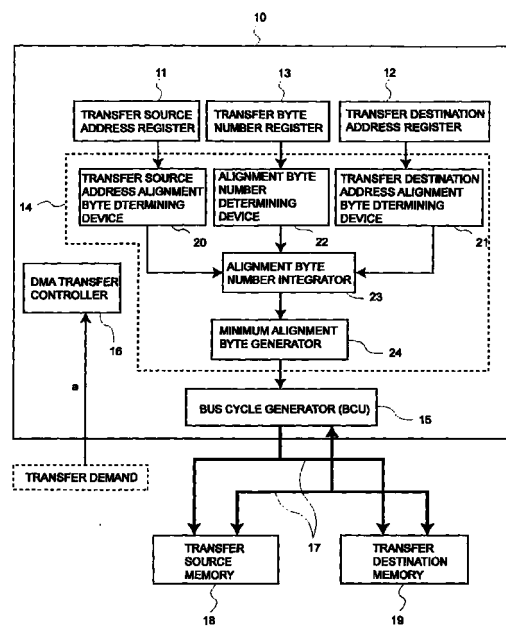 10
11
13
12
TRANSFER SOURCE
ADDRESS REGISTER
TRANSFER BYTE
NUMBER REGISTER
TRANSFER DESTINATION
ADDRESS REGISTER
14
TRANSFER SOURCE
ADDRESS ALIGNMENT
BYTE DTERMINING
DEVICE
ALIGNMENT BYTE
NUMBER
DETERMINING
DEVICE
TRANSFER DESTINATION
ADDRESS ALIGNMENT
BYTE DTERMINING
DEVICE
20
22
21
DMA TRANSFER
CONTROLLER
ALIGNMENT BYTE
NUMBER INTEGRATOR
23
16
MINIMUM ALIGNMENT
BYTE GENERATOR
24
a
BUS CYCLE GENERATOR (BCU)
15
TRANSFER DEMAND
17
TRANSFER
SOURCE
MEMORY
TRANSFER
DESTINATION
MEMORY
18
19